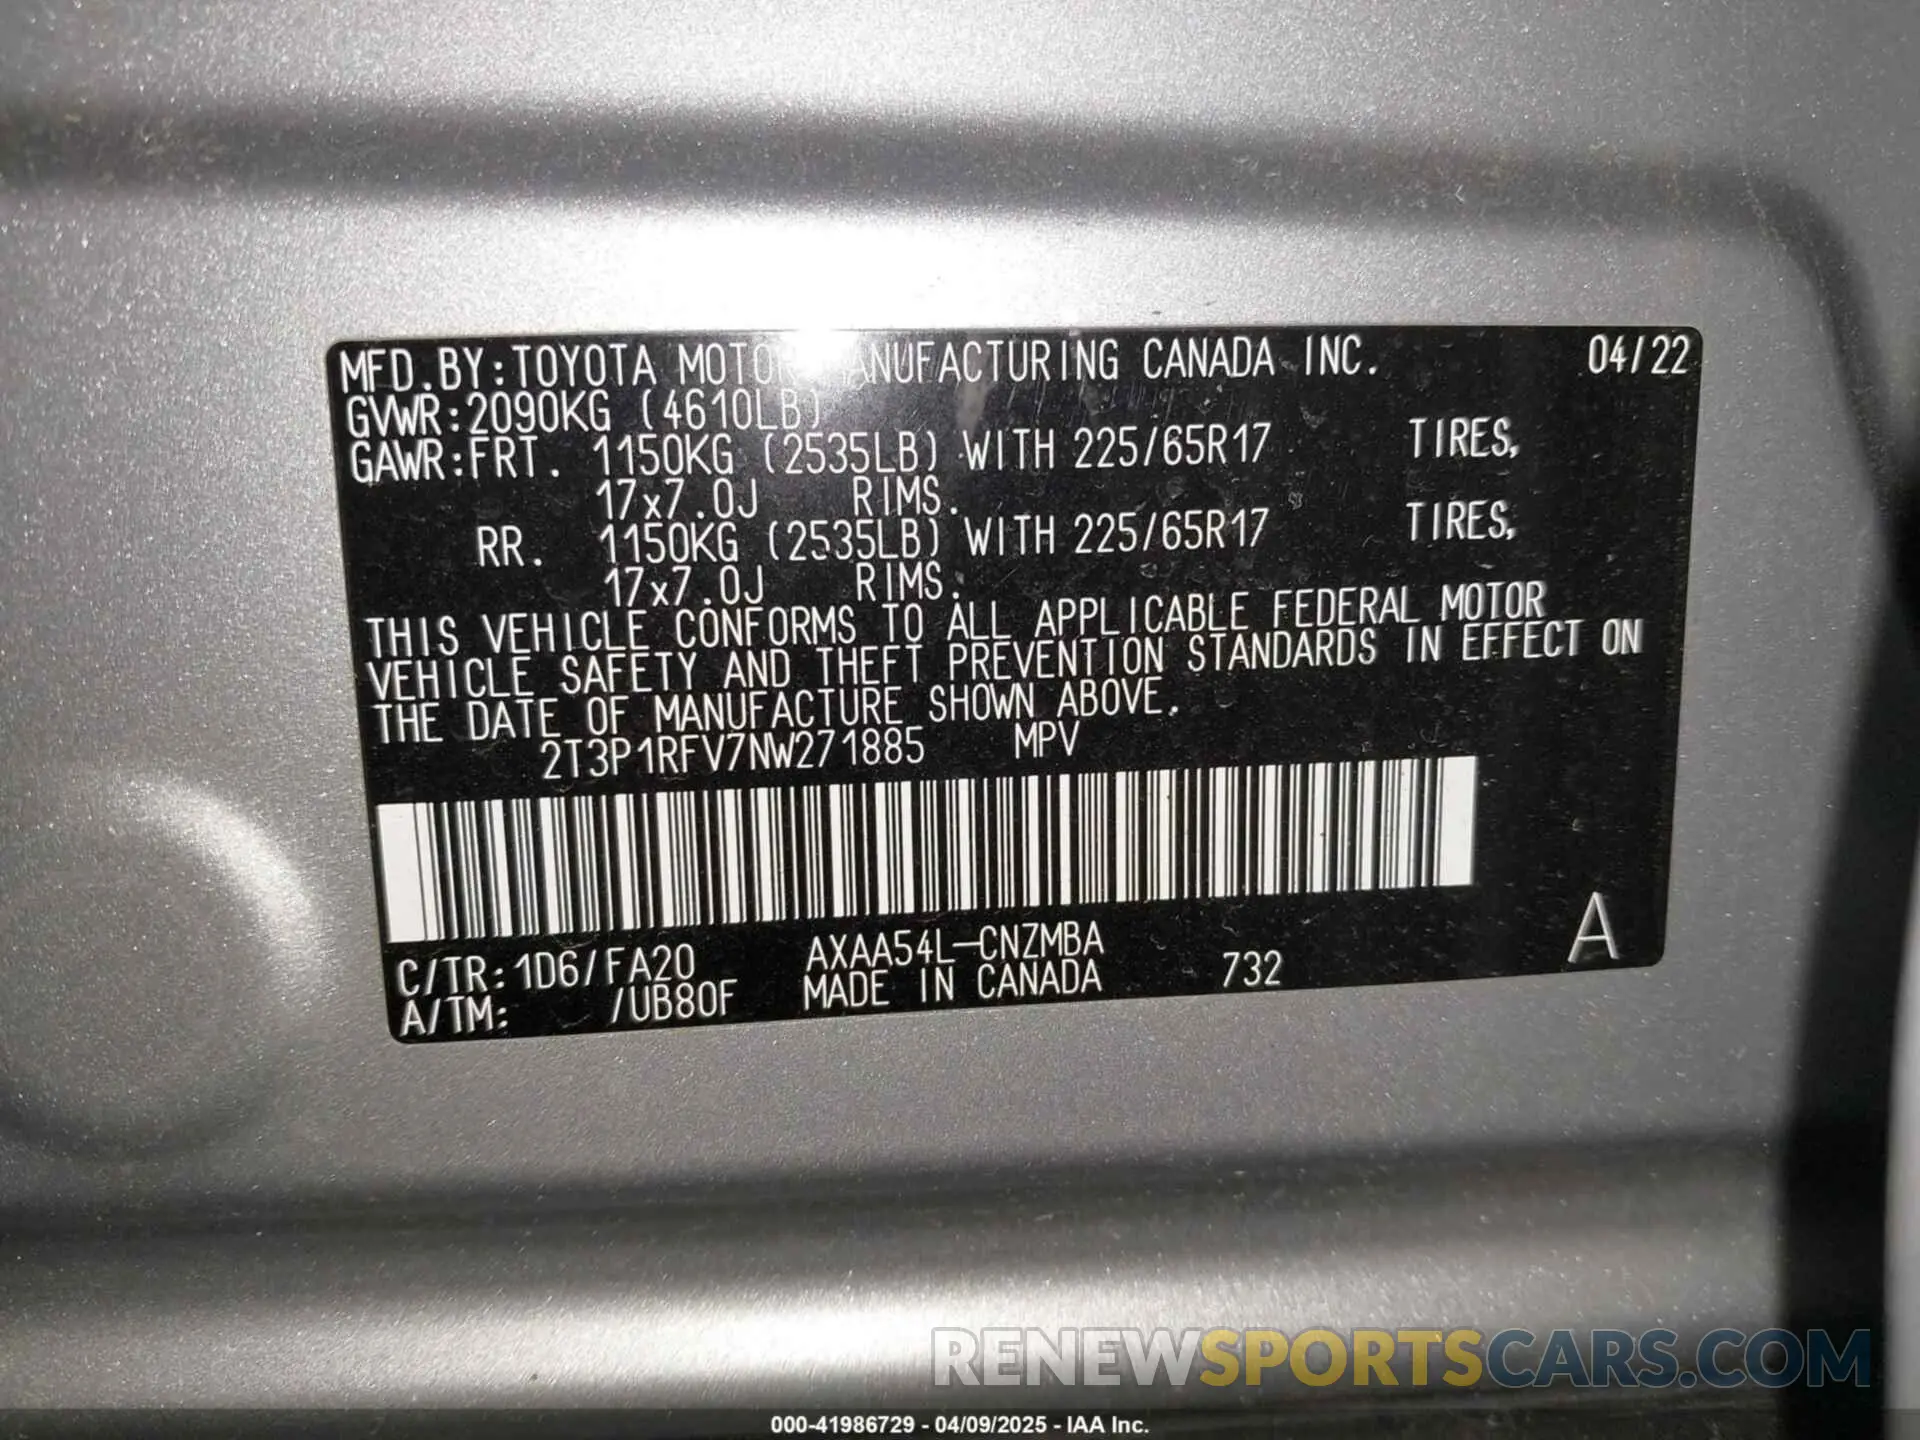 MFD.BY:TOYOTA MOTOR MANUFACTURING CANADA INC. 04/22
GVWR:2090KG (4610LB)
GAWR:FRT. 1150KG (2535LB) WITH 225/65R17 TIRES,
17x7.0J RIMS.
RR. 1150KG (2535LB) WITH 225/65R17 TIRES,
17x7.0J RIMS.
THIS VEHICLE CONFORMS TO ALL APPLICABLE FEDERAL MOTOR
VEHICLE SAFETY AND THEFT PREVENTION STANDARDS IN EFFECT ON
THE DATE OF MANUFACTURE SHOWN ABOVE.
2T3P1RFV7NW271885 MPV
C/TR:1D6/FA20 AXAA54L-CNZMBA
A/TM: /UB80F MADE IN CANADA 732 A
RENEWSPORTSCARS.COM
000-41986729 - 04/09/2025 - IAA Inc.